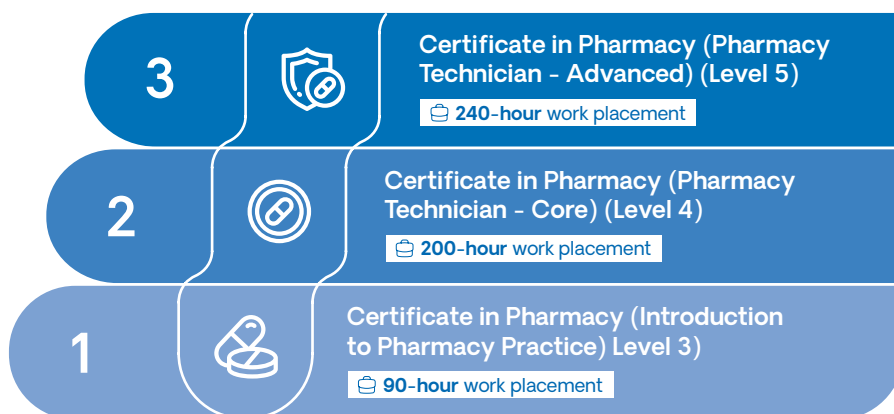 3
Certificate in Pharmacy (Pharmacy
Technician - Advanced) (Level 5)
240-hour work placement
2
Certificate in Pharmacy (Pharmacy
Technician - Core) (Level 4)
200-hour work placement
1
Certificate in Pharmacy (Introduction
to Pharmacy Practice) Level 3)
90-hour work placement